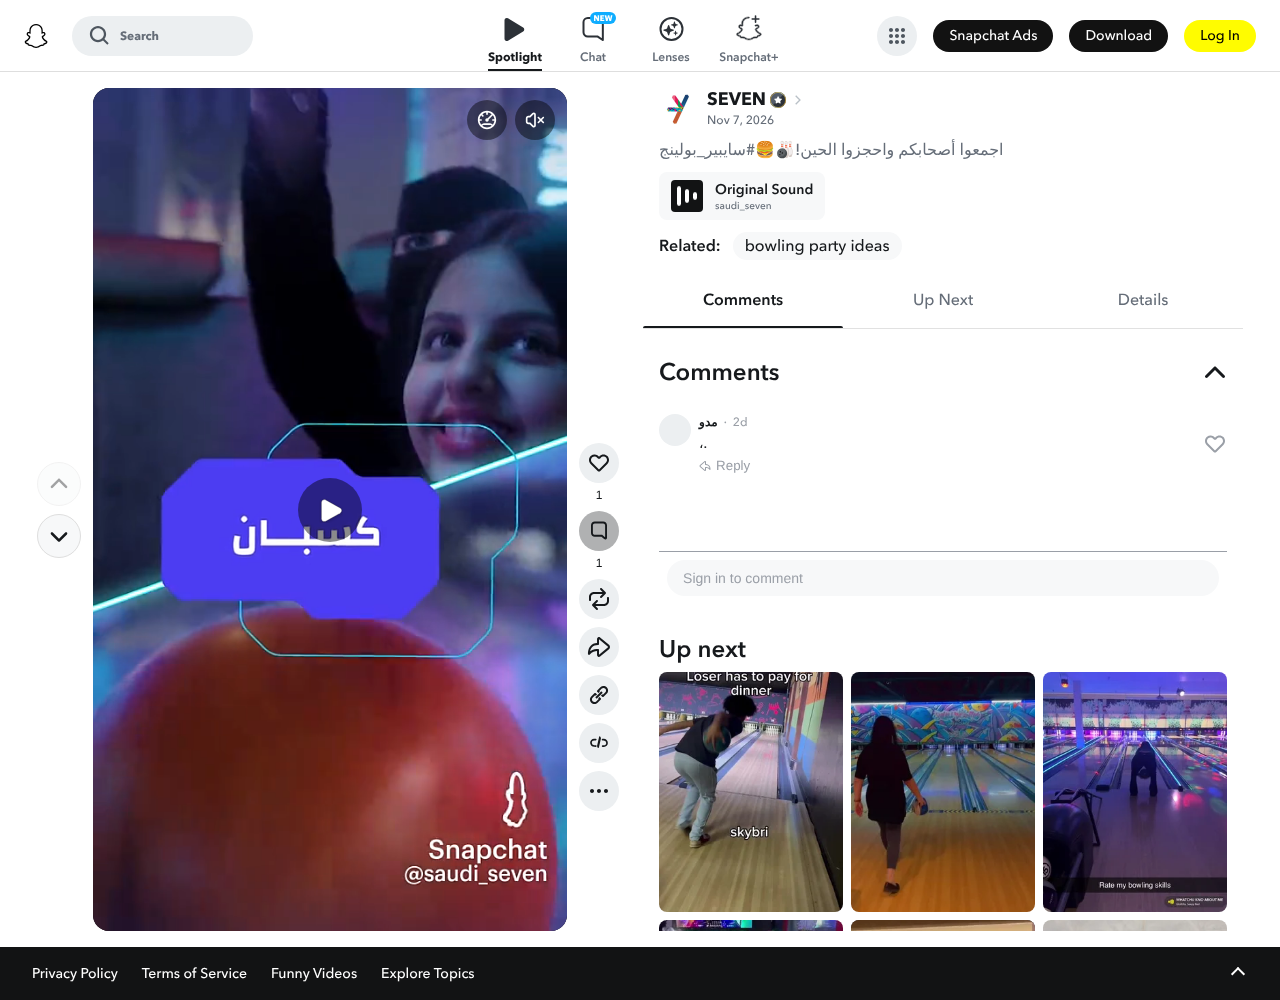 Search
Spotlight
NEW
Chat
Lenses
Snapchat+
Snapchat Ads
Download
Log In
كسبان
Snapchat
@saudi_seven
1
1
SEVEN
Nov 7, 2026
اجمعوا أصحابكم واحجزوا الحين!🎳🍔#سايبير_بولينج
Original Sound
saudi_seven
Related:
bowling party ideas
Comments
Up Next
Details
Comments
مدو · 2d
،.
Reply
Sign in to comment
Up next
Loser has to pay for
dinner
skybri
Rate my bowling skills
Privacy Policy
Terms of Service
Funny Videos
Explore Topics